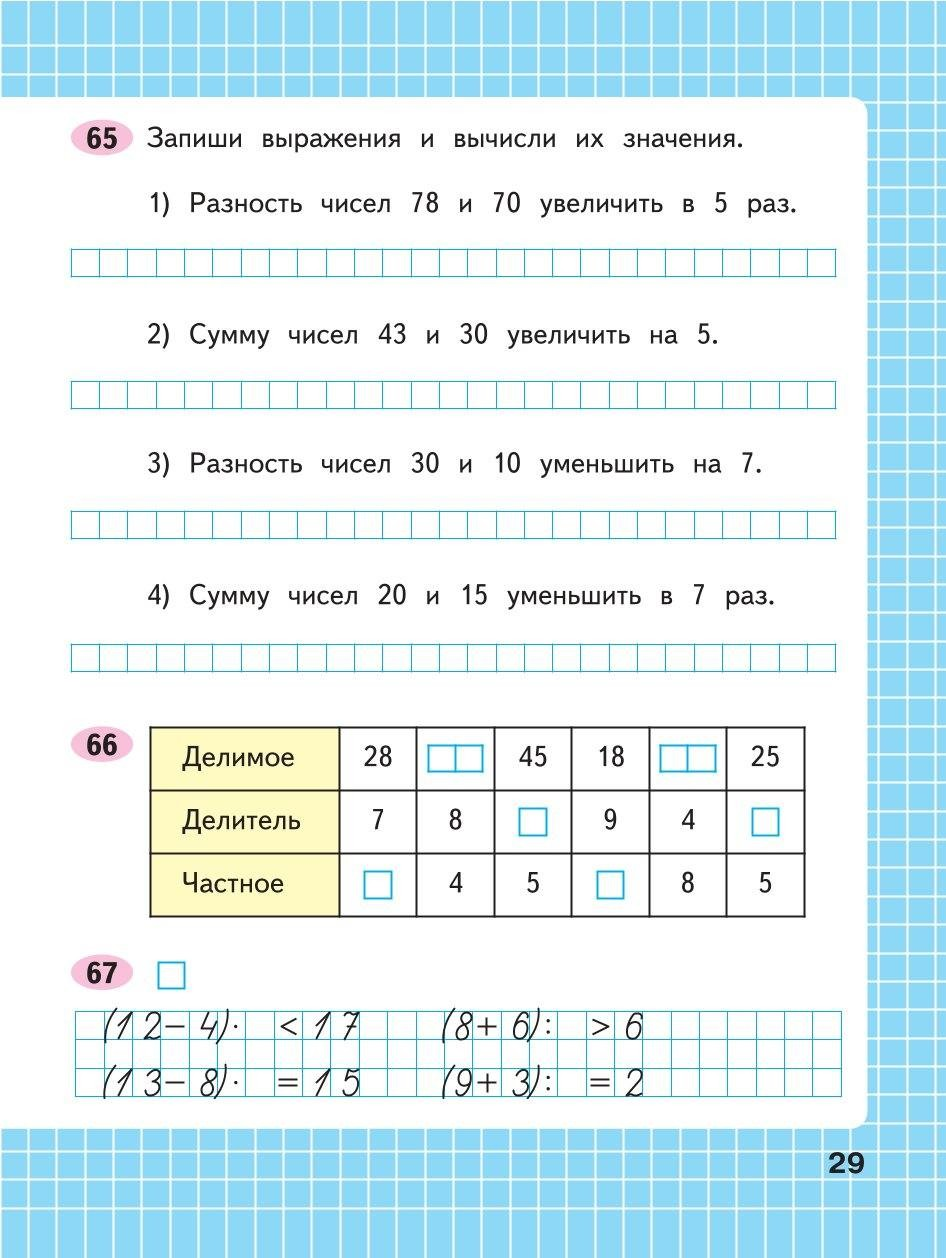 65 Запиши выражения и вычисли их значения.
1) Разность чисел 78 и 70 увеличить в 5 раз.
2) Сумму чисел 43 и 30 увеличить на 5.
3) Разность чисел 30 и 10 уменьшить на 7.
4) Сумму чисел 20 и 15 уменьшить в 7 раз.
66
Делимое 28 45 18 25
Делитель 7 8 9 4
Частное 4 5 8 5
67
(12− 4)· < 17 (8+ 6): > 6
(13− 8)· = 15 (9+ 3): = 2
29